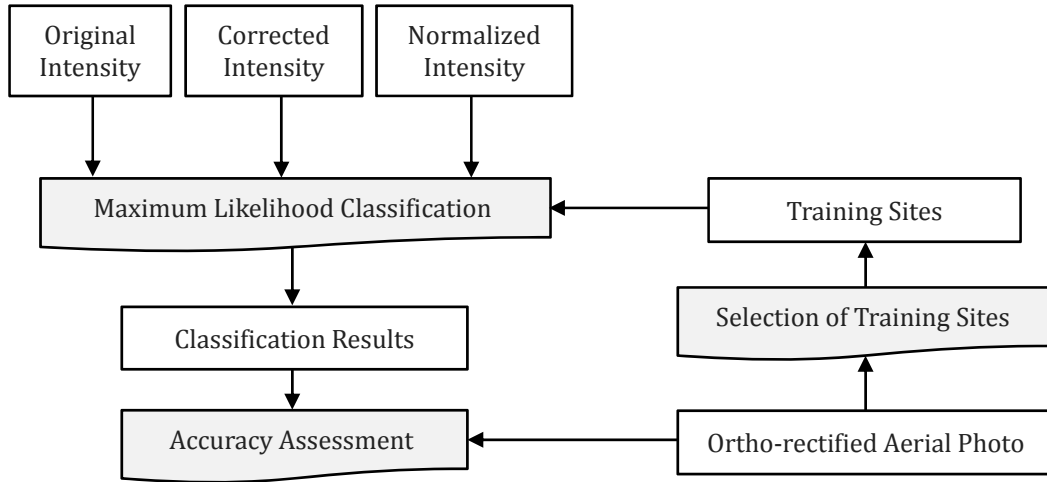 Original
Intensity
Corrected
Intensity
Normalized
Intensity
Maximum Likelihood Classification
Training Sites
Selection of Training Sites
Classification Results
Accuracy Assessment
Ortho-rectified Aerial Photo